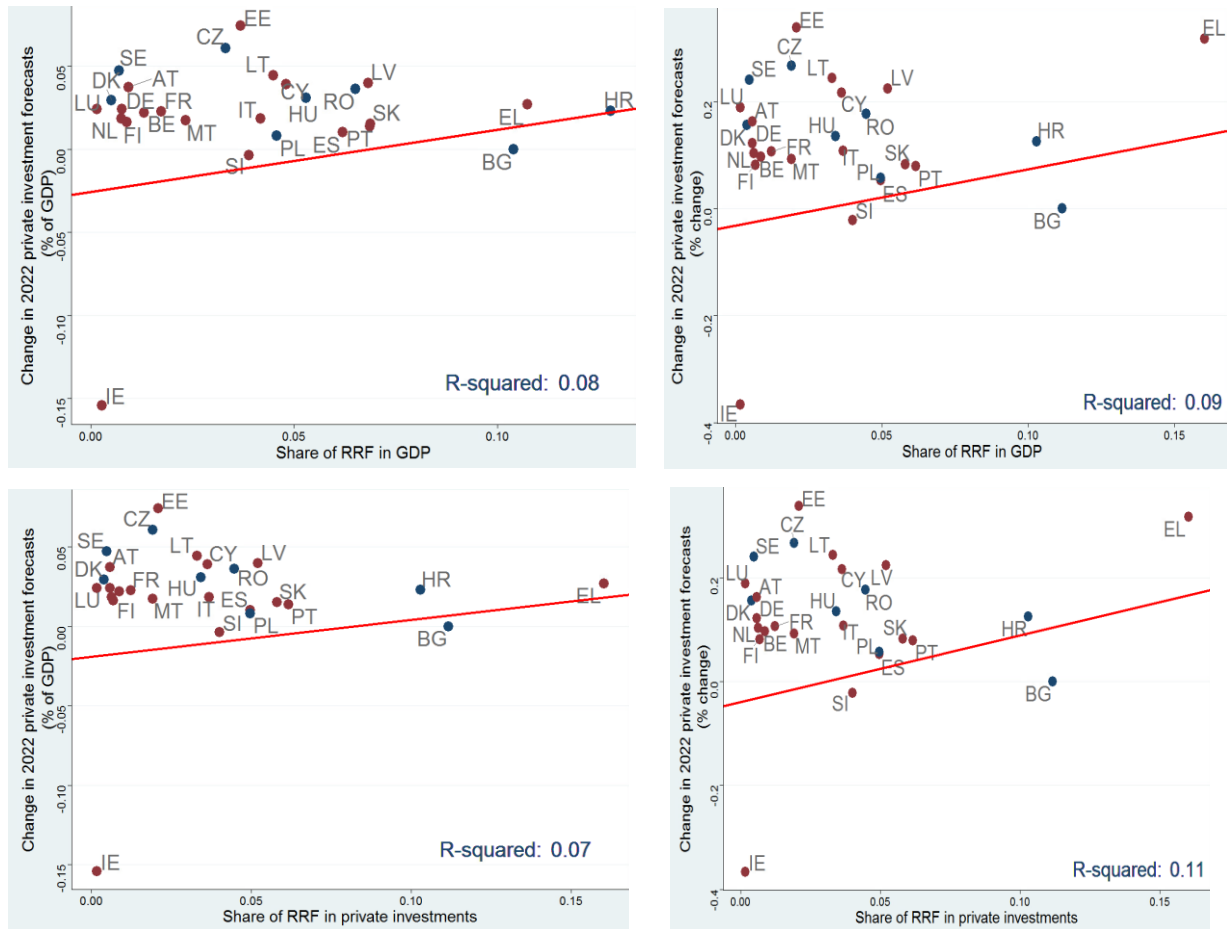 Change in 2022 private investment forecasts
(% of GDP)
0.05
0.00
0.05
-0.10
-0.15
EE
CZ
SE
DK
AT
LT
LV
LU
DE
FR
CY
RO
IT
HU
SK
EL
HR
NL
FI
BE
MT
PL
ES
PT
SI
BG
IE
R-squared: 0.08
0.00
0.05
0.10
Share of RRF in GDP
Change in 2022 private investment forecasts
(% change)
0.2
0.0
-0.2
-0.4
EE
EL
CZ
SE
LT
LV
LU
AT
CY
RO
DK
DE
HU
HR
NL
FR
IT
SK
FI
BE
MT
PL
PT
ES
SI
BG
IE
R-squared: 0.09
0.00
0.05
0.10
0.15
Share of RRF in GDP
Change in 2022 private investment forecasts
(% of GDP)
0.05
0.00
-0.05
-0.10
-0.15
EE
CZ
SE
AT
LT
CY
LV
DK
FR
HU
RO
HR
LU
FI
MT
IT
ES
SK
EL
SI
PL
PT
BG
IE
R-squared: 0.07
0.00
0.05
0.10
0.15
Share of RRF in private investments
Change in 2022 private investment forecasts
(% change)
0.2
0.0
-0.2
-0.4
EE
EL
CZ
SE
LT
LU
AT
CY
LV
DK
DE
HU
RO
NL
FR
IT
SK
HR
FI
BE
MT
PL
PT
ES
SI
BG
IE
R-squared: 0.11
0.00
0.05
0.10
0.15
Share of RRF in private investments